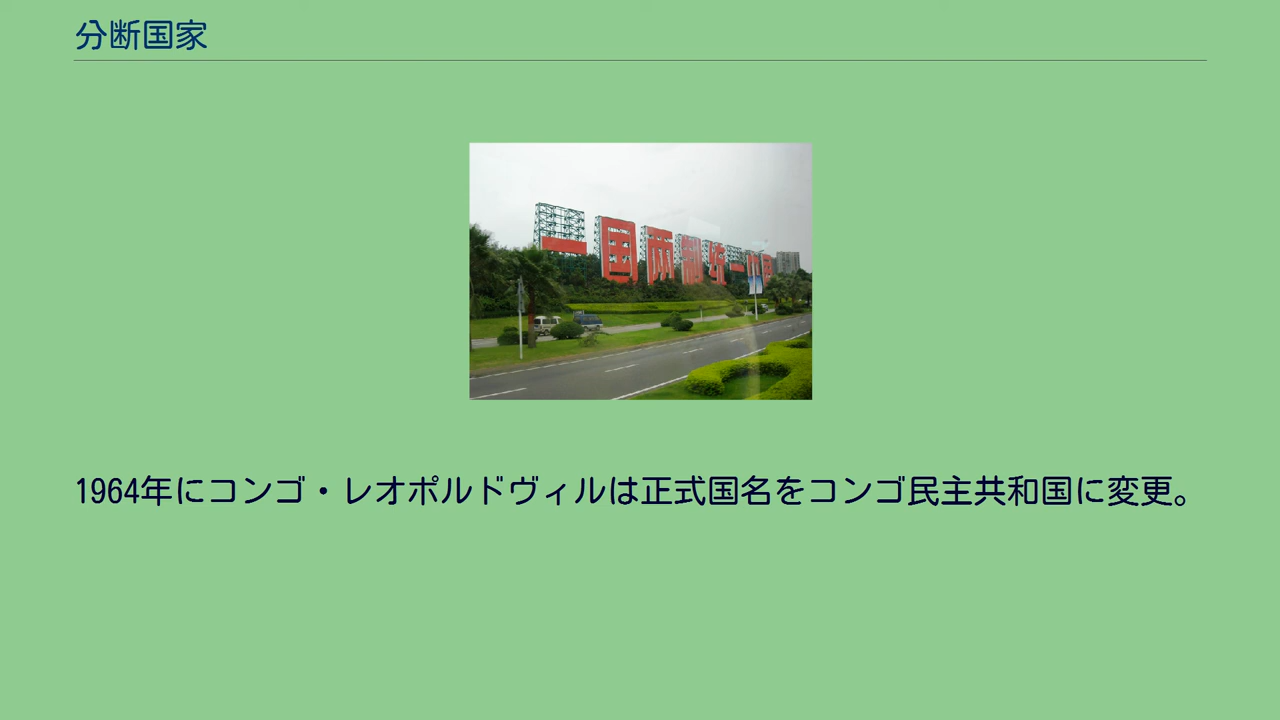 分断国家
一国两制统一中国
1964年にコンゴ・レオポルドヴィルは正式国名をコンゴ民主共和国に変更。